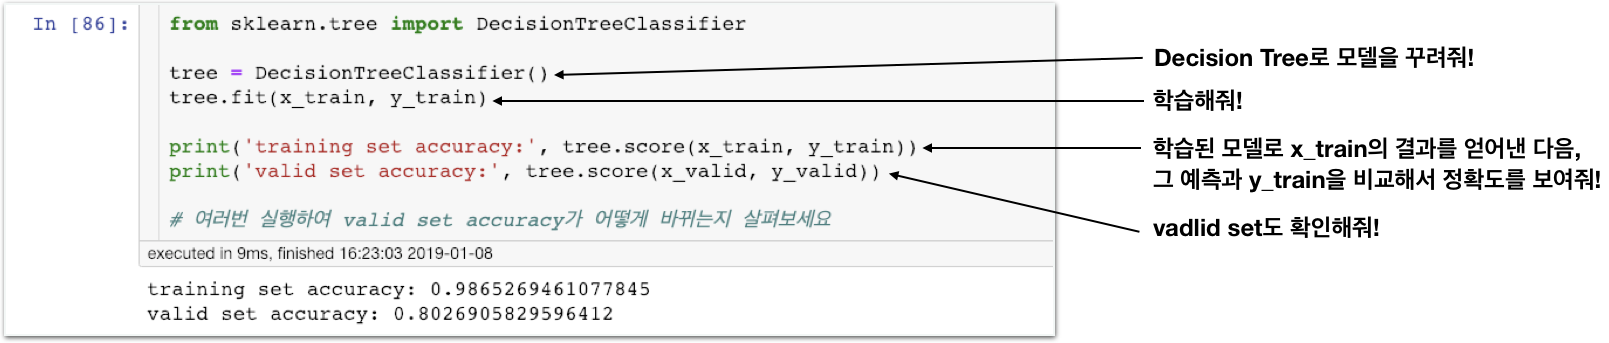 In [86]:
from sklearn.tree import DecisionTreeClassifier
tree = DecisionTreeClassifier()
tree.fit(x_train, y_train)
print('training set accuracy:', tree.score(x_train, y_train))
print('valid set accuracy:', tree.score(x_valid, y_valid))
# 여러번 실행하여 valid set accuracy가 어떻게 바뀌는지 살펴보세요
executed in 9ms, finished 16:23:03 2019-01-08
training set accuracy: 0.9865269461077845
valid set accuracy: 0.8026905829596412
Decision Tree로 모델을 꾸려줘!
학습해줘!
학습된 모델로 x_train의 결과를 얻어낸 다음,
그 예측과 y_train을 비교해서 정확도를 보여줘!
vadlid set도 확인해줘!